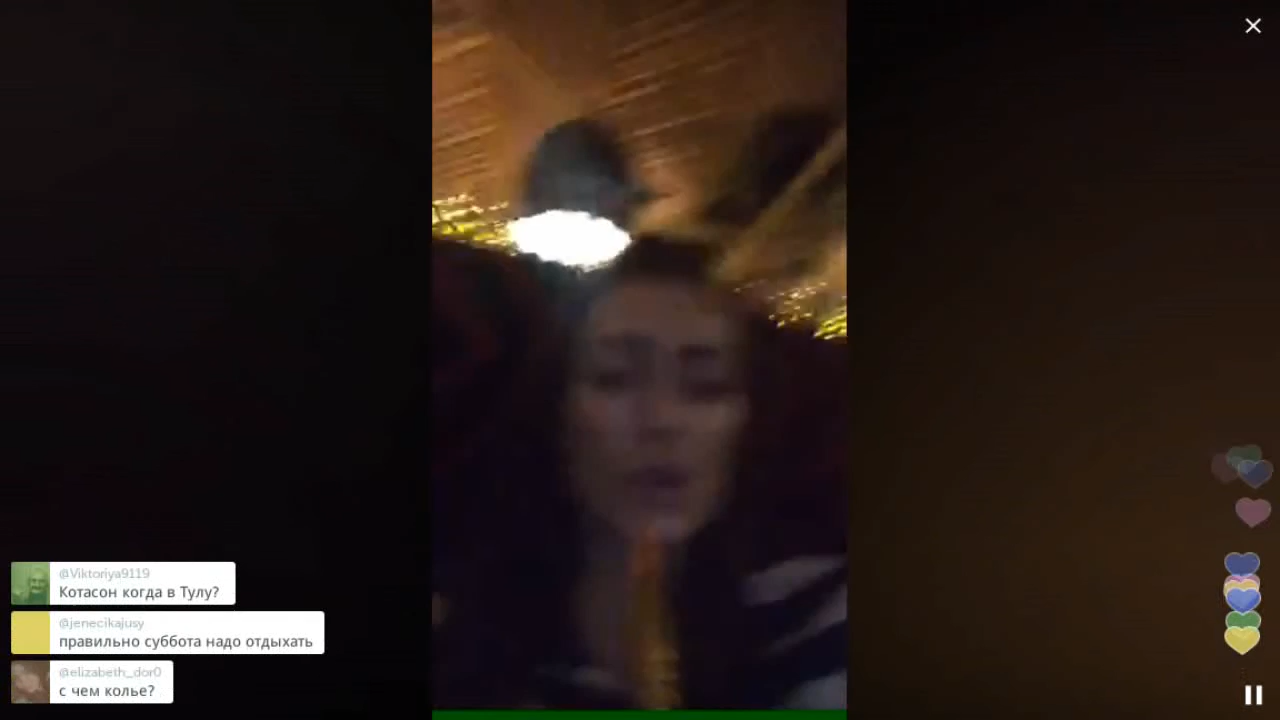 @Viktoriya9119
Котасон когда в Тулу?
@jenecikajusy
правильно суббота надо отдыхать
@elizabeth_dor0
с чем колье?